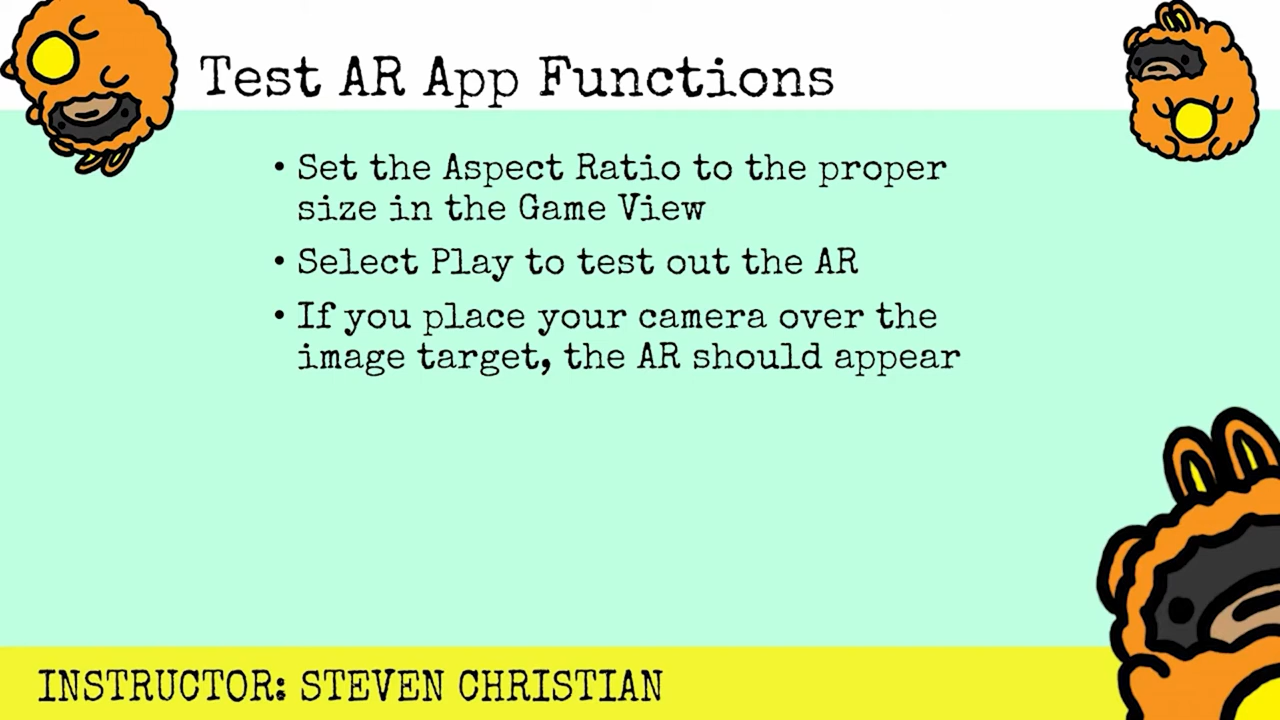 Test AR App Functions
• Set the Aspect Ratio to the proper
size in the Game View
• Select Play to test out the AR
• If you place your camera over the
image target, the AR should appear
INSTRUCTOR: STEVEN CHRISTIAN